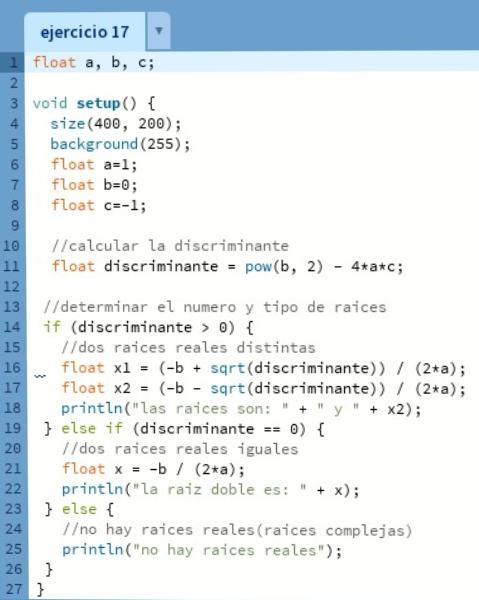 ejercicio 17 ▼
1 float a, b, c;
2
3 void setup() {
4   size(400, 200);
5   background(255);
6   float a=1;
7   float b=0;
8   float c=-1;
9
10   //calcular la discriminante
11   float discriminante = pow(b, 2) - 4*a*c;
12
13  //determinar el numero y tipo de raices
14  if (discriminante > 0) {
15    //dos raices reales distintas
16    float x1 = (-b + sqrt(discriminante)) / (2*a);
17    float x2 = (-b - sqrt(discriminante)) / (2*a);
18    println("las raices son: " + " y " + x2);
19  } else if (discriminante == 0) {
20    //dos raices reales iguales
21    float x = -b / (2*a);
22    println("la raiz doble es: " + x);
23  } else {
24    //no hay raices reales(raices complejas)
25    println("no hay raices reales");
26  }
27 }